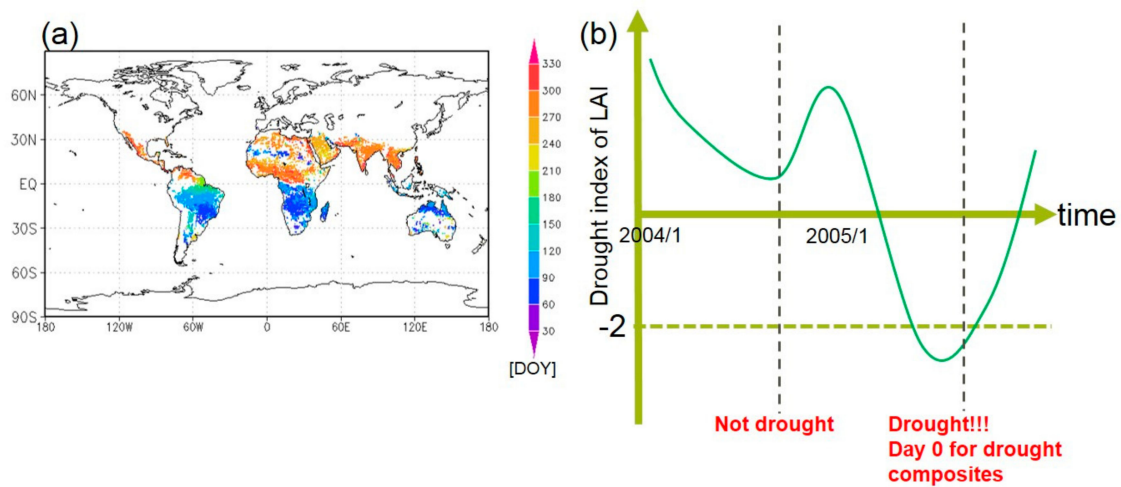 (a)
60N
30N
EQ
30S
60S
90S
180
120W
60W
0
60E
120E
180
330
300
270
240
210
180
150
120
90
60
30
[DOY]
(b)
Drought index of LAI
2004/1
2005/1
time
-2
Not drought
Drought!!!
Day 0 for drought
composites